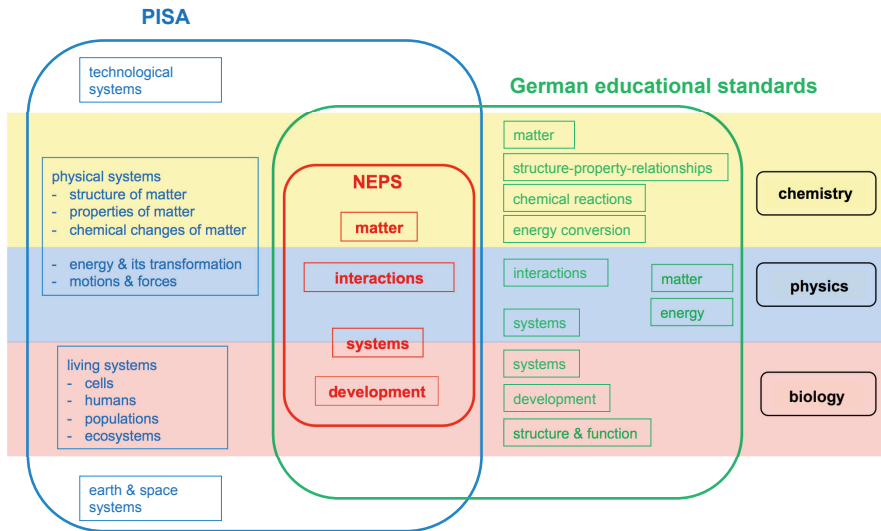 PISA
technological
systems
German educational standards
physical systems
- structure of matter
- properties of matter
- chemical changes of matter
- energy & its transformation
- motions & forces
living systems
- cells
- humans
- populations
- ecosystems
earth & space
systems
NEPS
matter
interactions
systems
development
matter
structure-property-relationships
chemical reactions
energy conversion
interactions
matter
energy
systems
systems
development
structure & function
chemistry
physics
biology